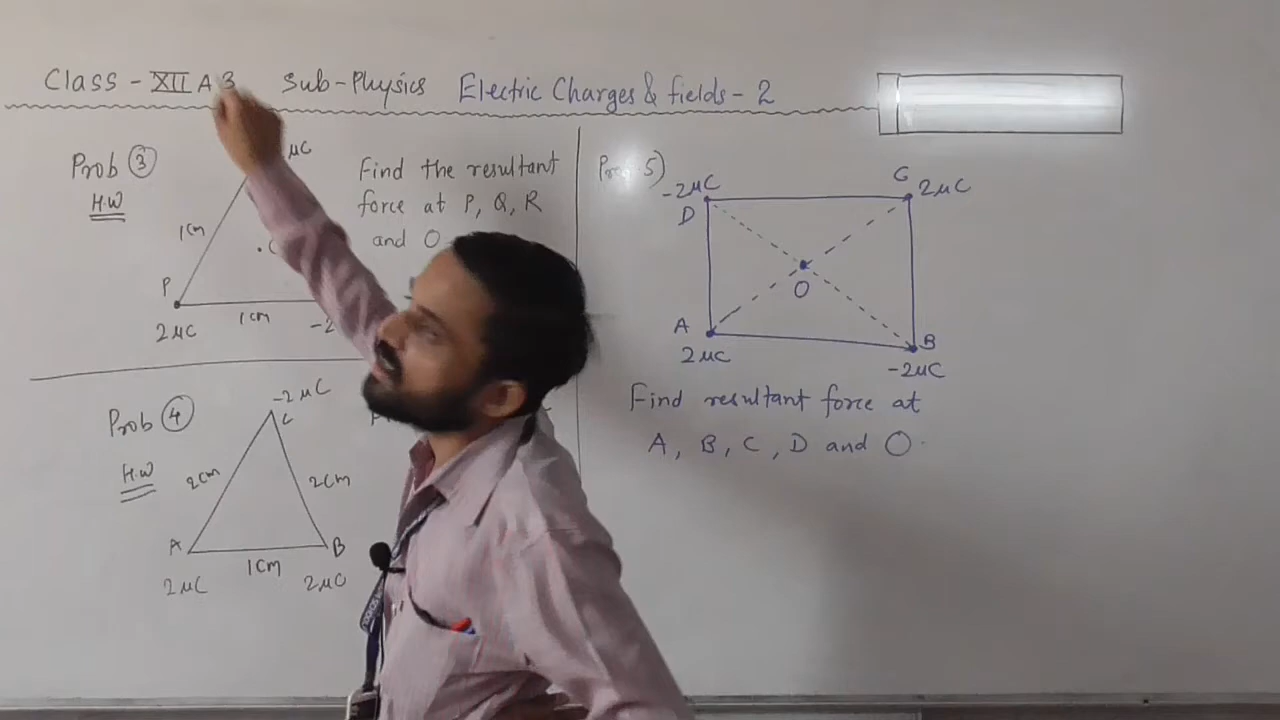 Class - XII A 3 Sub-Physics Electric Charges & fields - 2
Prob 3
H.W
μC
1cm
P
2μC
1cm
-2
Find the resultant
force at P, Q, R
and O
Prob 4
H.W
-2μC
C
2cm
2cm
A
B
1cm
2μC
2μC
5)
-2μC
D
C
2μC
O
A
2μC
B
-2μC
Find resultant force at
A, B, C, D and O.